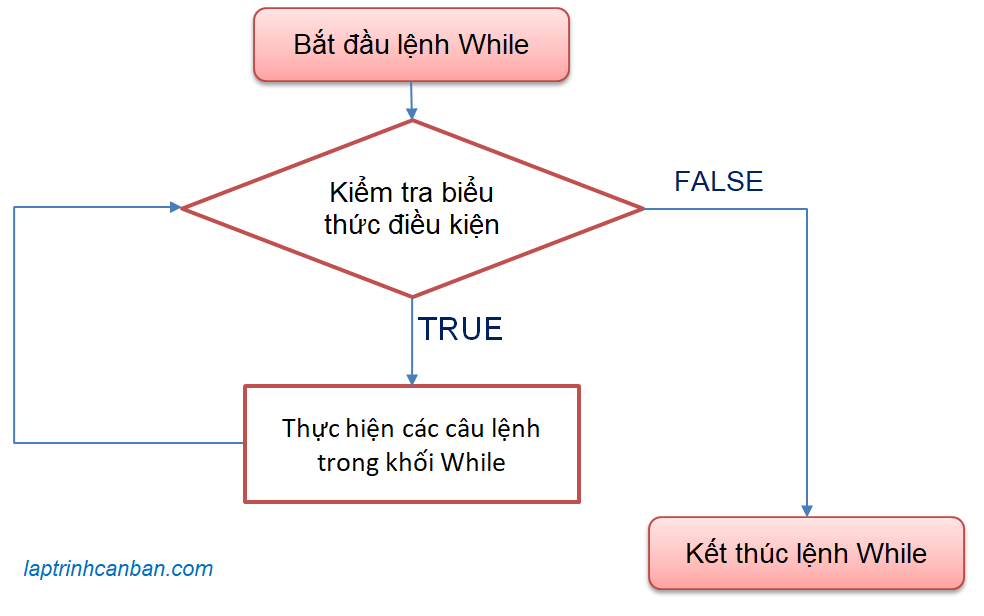 Bắt đầu lệnh While
Kiểm tra biểu
thức điều kiện
FALSE
TRUE
Thực hiện các câu lệnh
trong khối While
Kết thúc lệnh While
laptrinhcanban.com